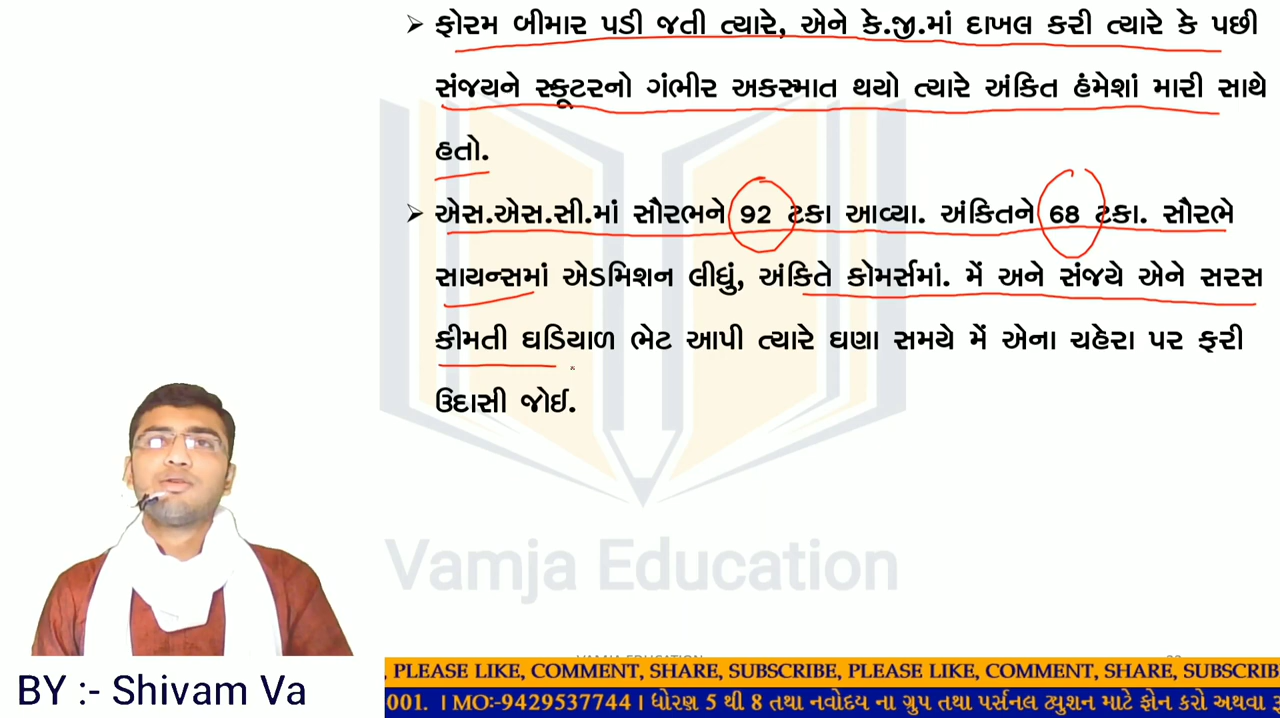 ➢ ફોરમ બીમાર પડી જતી ત્યારે, એને કે.જી.માં દાખલ કરી ત્યારે કે પછી
સંજયને સ્કૂટરનો ગંભીર અકસ્માત થયો ત્યારે અંકિત હંમેશાં મારી સાથે
હતો.
➢ એસ.એસ.સી.માં સૌરભને 92 ટકા આવ્યા. અંકિતને 68 ટકા. સૌરભે
સાયન્સમાં એડમિશન લીધું, અંકિતે કોમર્સમાં. મેં અને સંજયે એને સરસ
કીમતી ઘડિયાળ ભેટ આપી ત્યારે ઘણા સમયે મેં એના ચહેરા પર ફરી
ઉદાસી જોઈ.
Vamja Education
VAMJA EDUCATION
BY :- Shivam Va
, PLEASE LIKE, COMMENT, SHARE, SUBSCRIBE, PLEASE LIKE, COMMENT, SHARE, SUBSCRIB
001. | MO:-9429537744 | ધોરણ 5 થી 8 તથા નવોદય ના ગ્રુપ તથા પર્સનલ ટ્યુશન માટે ફોન કરો અથવા